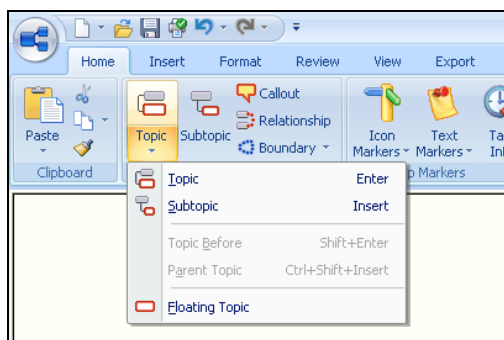 Home Insert Format Review View Export
Callout
Relationship
Paste Topic Subtopic Boundary Icon Markers Text Markers
Clipboard Markers
Topic Enter
Subtopic Insert
Topic Before Shift+Enter
Parent Topic Ctrl+Shift+Insert
Floating Topic